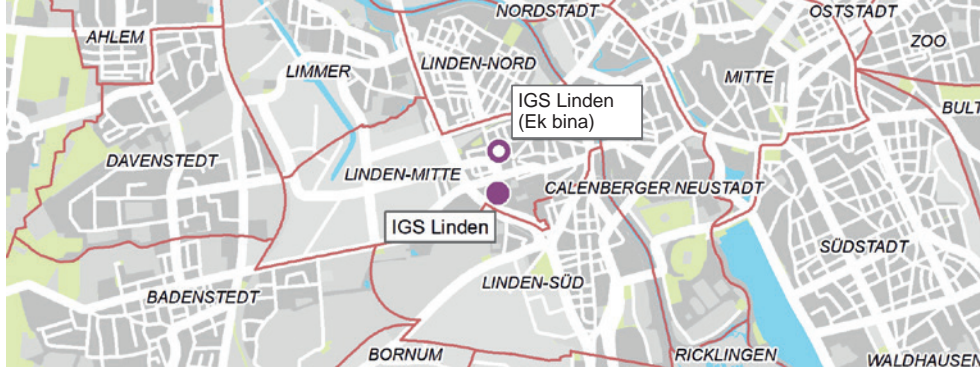 NORDSTADT
OSTSTADT
AHLEM
ZOO
LIMMER
LINDEN-NORD
MITTE
IGS Linden
(Ek bina)
BULT
DAVENSTEDT
LINDEN-MITTE
CALENBERGER NEUSTADT
IGS Linden
SÜDSTADT
LINDEN-SÜD
BADENSTEDT
BORNUM
RICKLINGEN
WALDHAUSEN